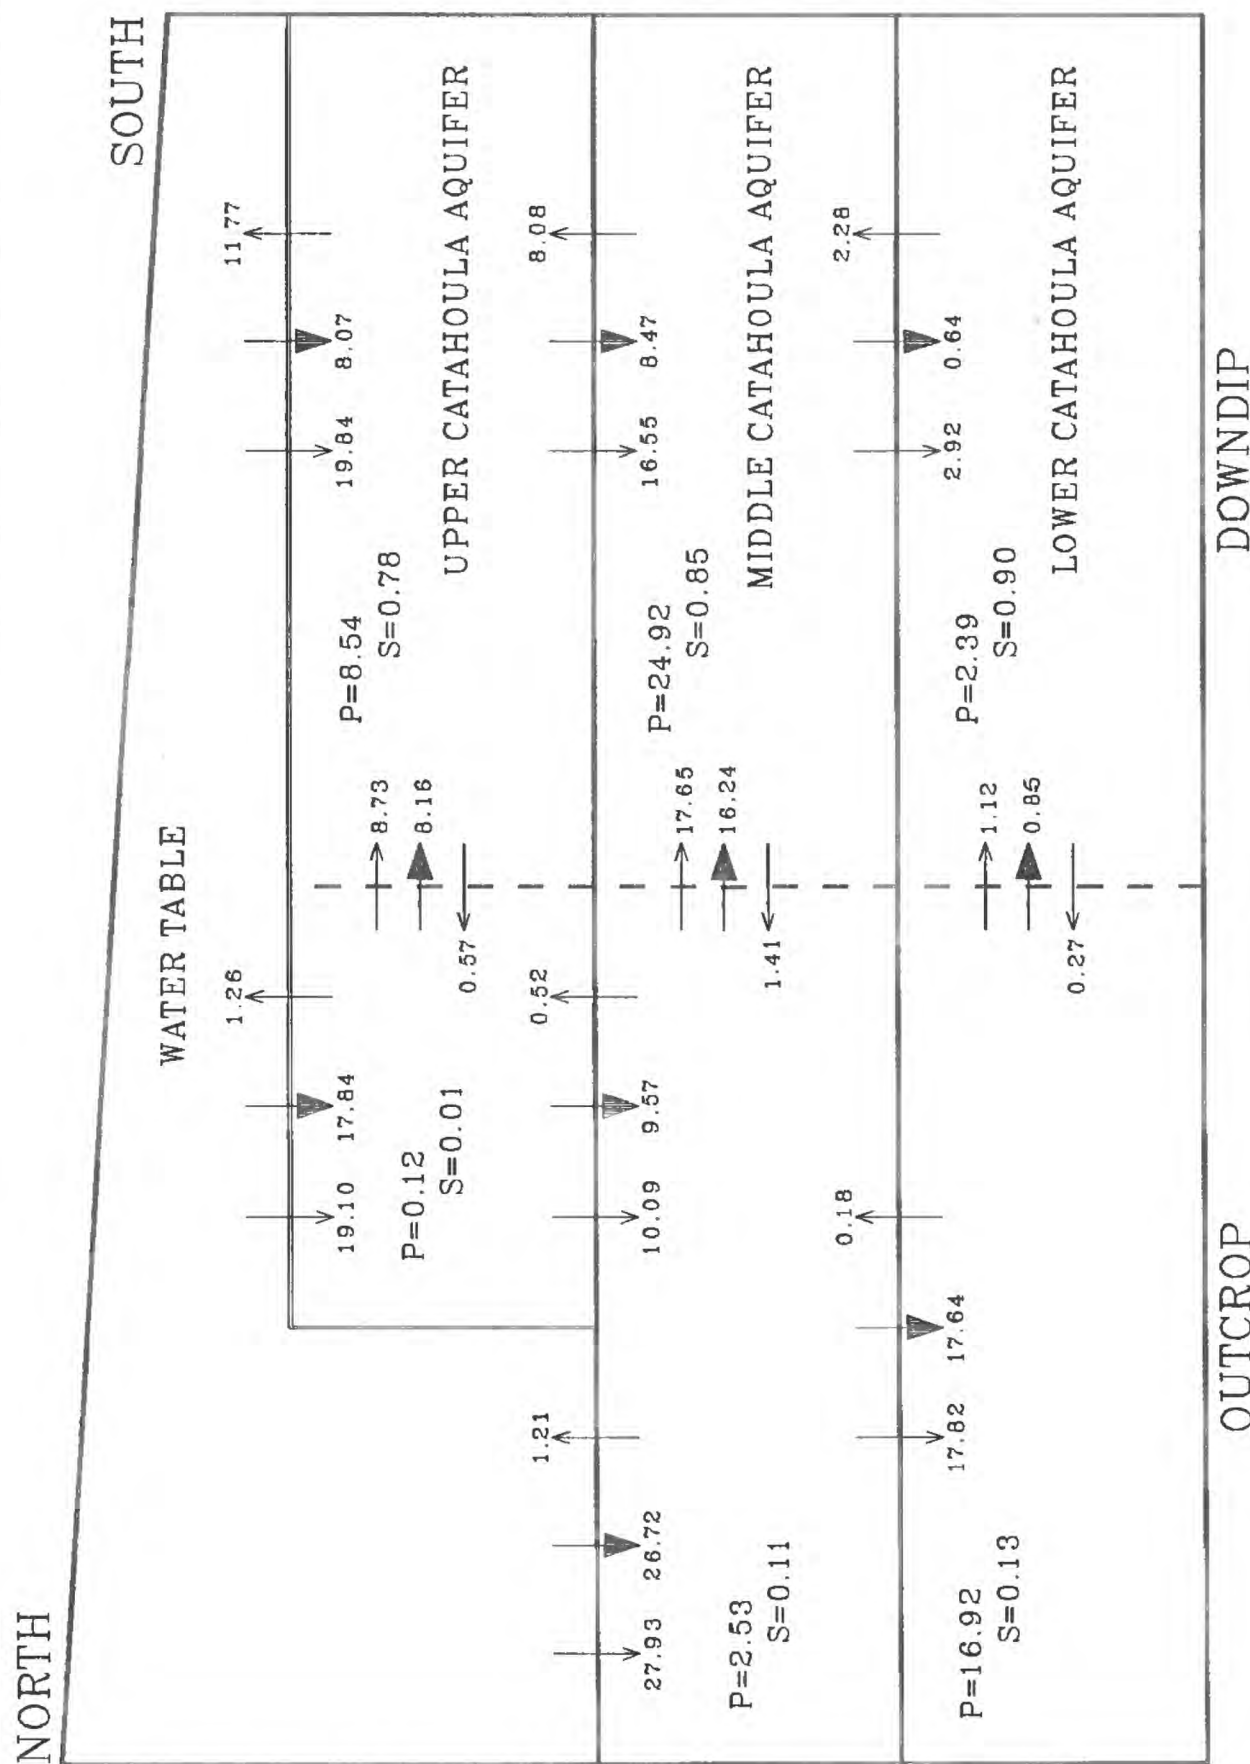 NORTH
SOUTH
WATER TABLE
1.26
11.77
19.10
17.84
19.84
8.07
P=0.12
S=0.01
8.73
8.16
0.57
P=8.54
S=0.78
UPPER CATAHOULA AQUIFER
1.21
0.52
8.08
27.93
26.72
10.09
9.57
16.55
8.47
P=2.53
S=0.11
17.65
16.24
1.41
P=24.92
S=0.85
MIDDLE CATAHOULA AQUIFER
0.18
2.28
17.82
17.64
2.92
0.64
P=16.92
S=0.13
1.12
0.85
0.27
P=2.39
S=0.90
LOWER CATAHOULA AQUIFER
OUTCROP
DOWNDIP